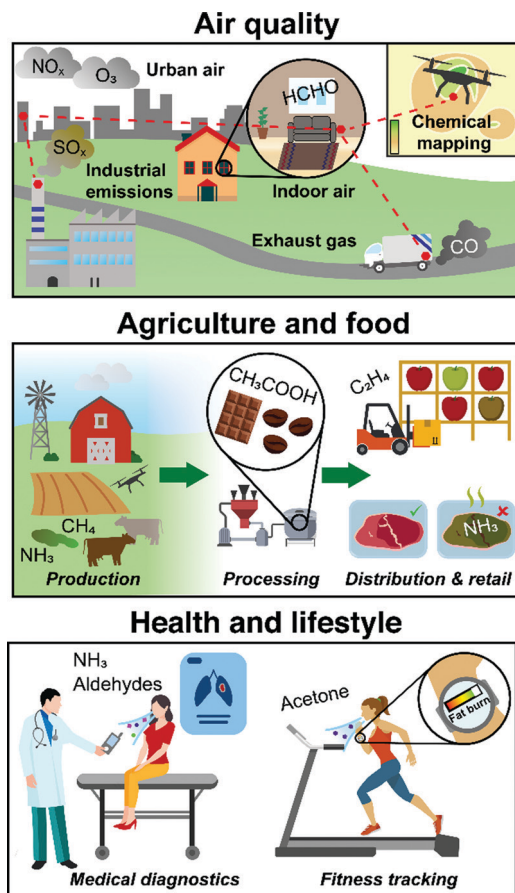 Air quality
NOₓ
O₃
Urban air
HCHO
SOₓ
Chemical
mapping
Industrial
emissions
Indoor air
Exhaust gas
CO
Agriculture and food
CH₃COOH
C₂H₄
CH₄
NH₃
NH₃
Production
Processing
Distribution & retail
Health and lifestyle
NH₃
Aldehydes
Acetone
Fat burn
Medical diagnostics
Fitness tracking